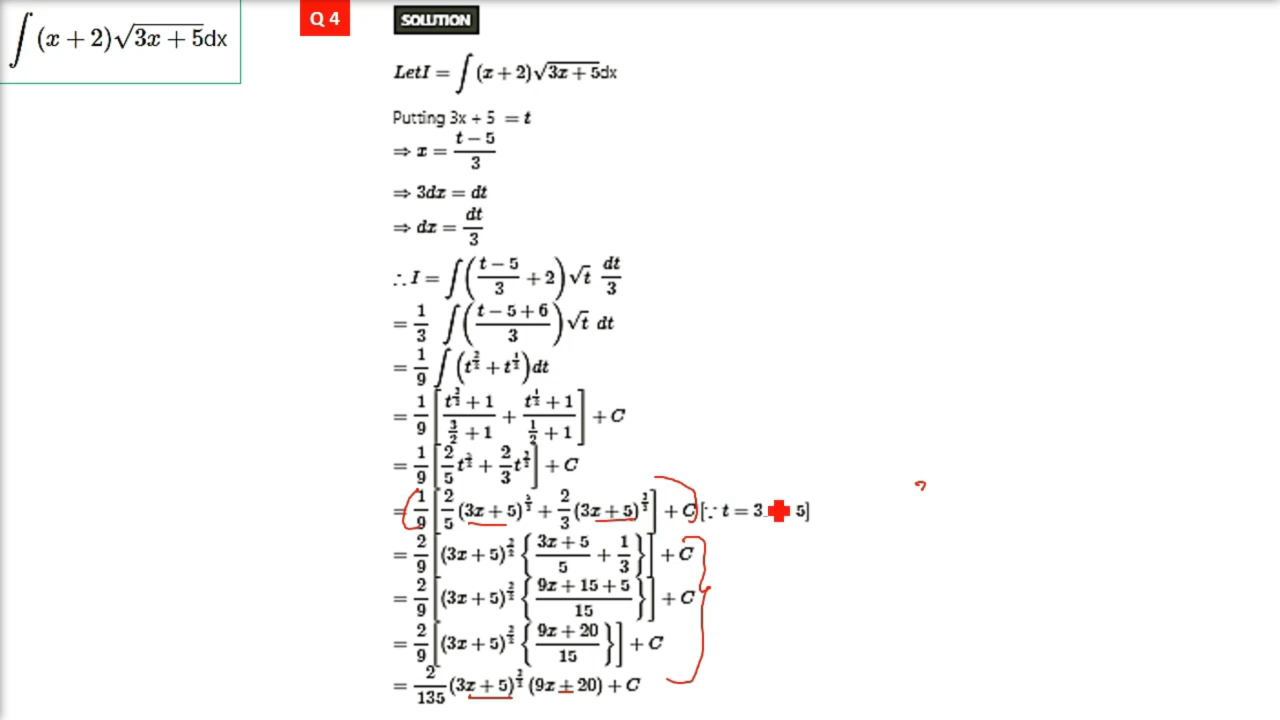 ∫ (x + 2)√(3x + 5)dx
Q 4
SOLUTION
LetI = ∫ (x + 2)√(3x + 5)dx
Putting 3x + 5 = t
⇒ x = (t − 5)/3
⇒ 3dx = dt
⇒ dx = dt/3
∴ I = ∫ ((t − 5)/3 + 2) √t dt/3
= 1/3 ∫ ((t − 5 + 6)/3) √t dt
= 1/9 ∫ (t^(3/2) + t^(1/2)) dt
= 1/9 [(t^(3/2) + 1)/(3/2 + 1) + (t^(1/2) + 1)/(1/2 + 1)] + C
= 1/9 [2/5 t^(5/2) + 2/3 t^(3/2)] + C
= 1/9 [2/5 (3x + 5)^(5/2) + 2/3 (3x + 5)^(3/2)] + C [∵ t = 3 5]
= 2/9 [(3x + 5)^(3/2) {(3x + 5)/5 + 1/3}] + C
= 2/9 [(3x + 5)^(3/2) {(9x + 15 + 5)/15}] + C
= 2/9 [(3x + 5)^(3/2) {(9x + 20)/15}] + C
= 2/135 (3x + 5)^(3/2) (9x + 20) + C